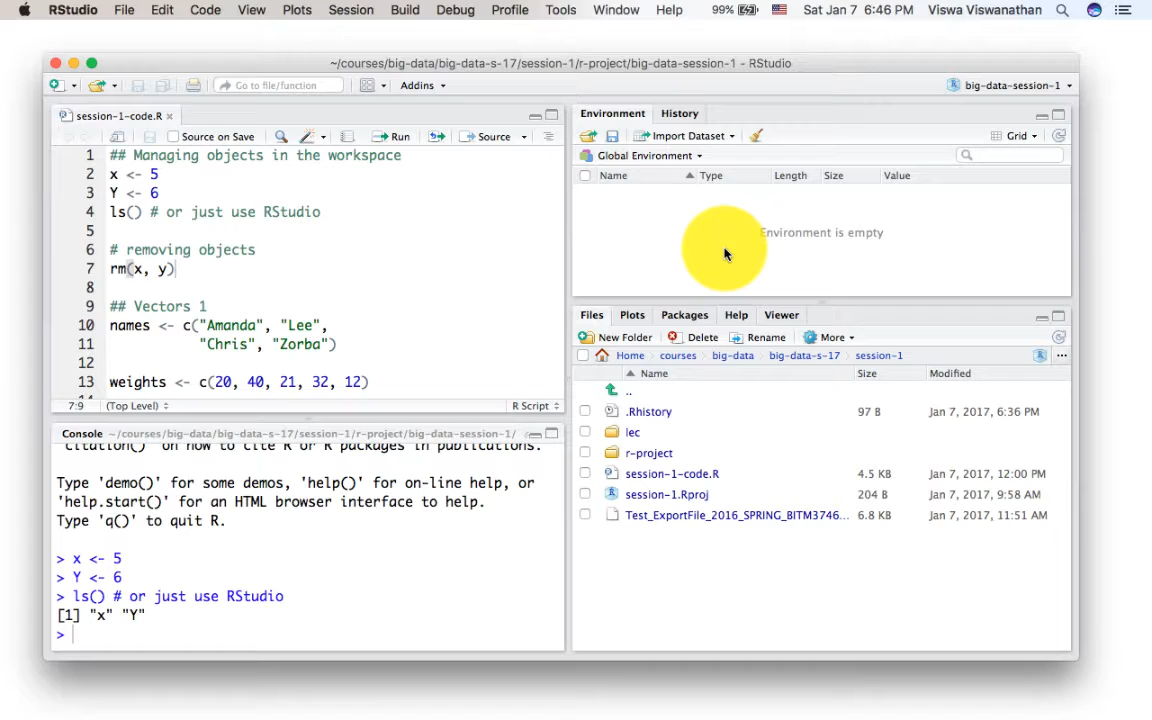 RStudio File Edit Code View Plots Session Build Debug Profile Tools Window Help 99% Sat Jan 7 6:46 PM Viswa Viswanathan
~/courses/big-data/big-data-s-17/session-1/r-project/big-data-session-1 - RStudio
Go to file/function Addins big-data-session-1
session-1-code.R
Source on Save Run Source
1 ## Managing objects in the workspace
2 x <- 5
3 Y <- 6
4 ls() # or just use RStudio
5
6 # removing objects
7 rm(x, y)
8
9 ## Vectors 1
10 names <- c("Amanda", "Lee",
11 "Chris", "Zorba")
12
13 weights <- c(20, 40, 21, 32, 12)
7:9 (Top Level) R Script
Console ~/courses/big-data/big-data-s-17/session-1/r-project/big-data-session-1/
'citation()' on how to cite R or R packages in publications.
Type 'demo()' for some demos, 'help()' for on-line help, or
'help.start()' for an HTML browser interface to help.
Type 'q()' to quit R.
> x <- 5
> Y <- 6
> ls() # or just use RStudio
[1] "x" "Y"
>
Environment History
Import Dataset Grid
Global Environment
Name Type Length Size Value
Environment is empty
Files Plots Packages Help Viewer
New Folder Delete Rename More
Home courses big-data big-data-s-17 session-1
Name Size Modified
..
.Rhistory 97 B Jan 7, 2017, 6:36 PM
lec
r-project
session-1-code.R 4.5 KB Jan 7, 2017, 12:00 PM
session-1.Rproj 204 B Jan 7, 2017, 9:58 AM
Test_ExportFile_2016_SPRING_BITM3746... 6.8 KB Jan 7, 2017, 11:51 AM